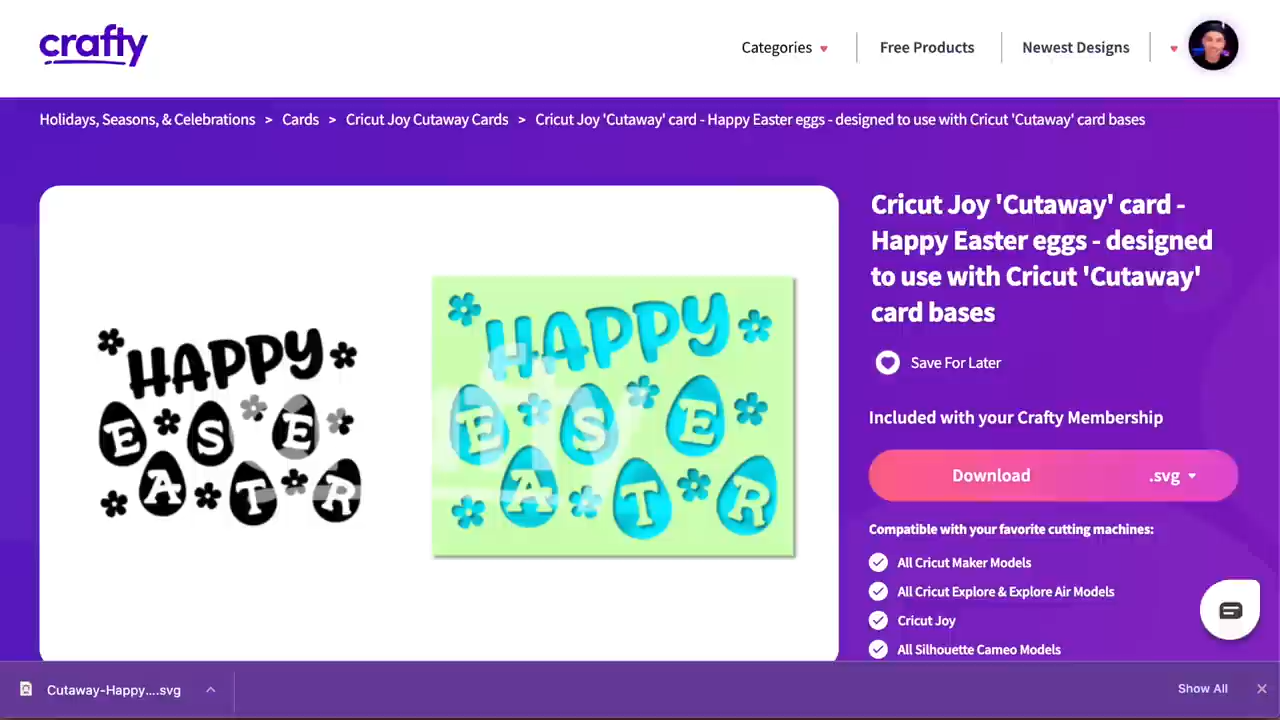 crafty
Categories
Free Products
Newest Designs
Holidays, Seasons, & Celebrations > Cards > Cricut Joy Cutaway Cards > Cricut Joy 'Cutaway' card - Happy Easter eggs - designed to use with Cricut 'Cutaway' card bases
HAPPY
E S E
A T R
HAPPY
E S E
A T R
Cricut Joy 'Cutaway' card -
Happy Easter eggs - designed
to use with Cricut 'Cutaway'
card bases
Save For Later
Included with your Crafty Membership
Download .svg
Compatible with your favorite cutting machines:
All Cricut Maker Models
All Cricut Explore & Explore Air Models
Cricut Joy
All Silhouette Cameo Models
Cutaway-Happy....svg
Show All